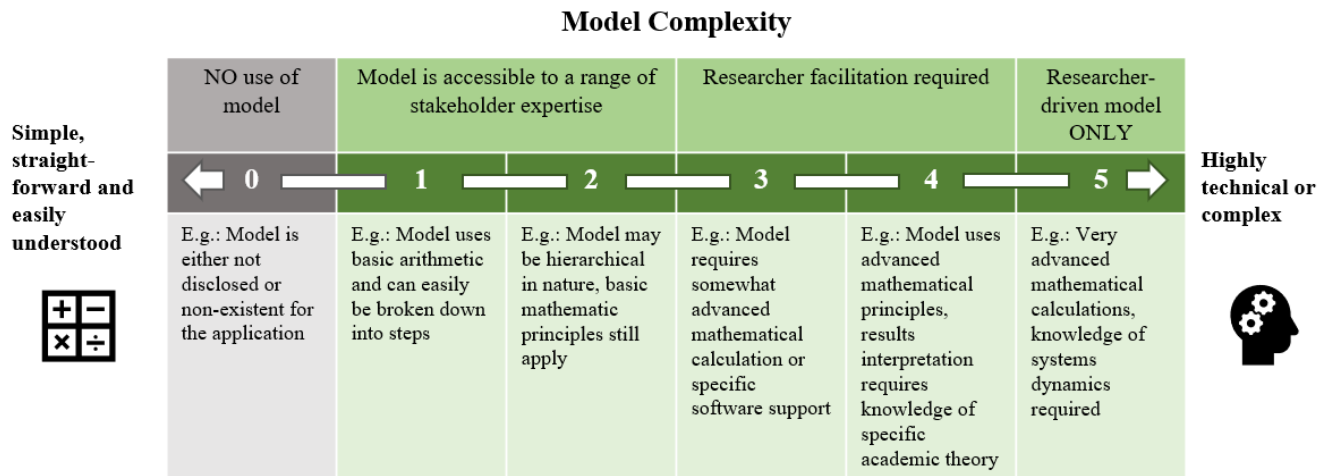 Model Complexity
NO use of
model
Model is accessible to a range of
stakeholder expertise
Researcher facilitation required
Researcher-
driven model
ONLY
Simple,
straight-
forward and
easily
understood
0
1
2
3
4
5
Highly
technical or
complex
E.g.: Model is
either not
disclosed or
non-existent for
the application
E.g.: Model uses
basic arithmetic
and can easily
be broken down
into steps
E.g.: Model may
be hierarchical
in nature, basic
mathematic
principles still
apply
E.g.: Model
requires
somewhat
advanced
mathematical
calculation or
specific
software support
E.g.: Model uses
advanced
mathematical
principles,
results
interpretation
requires
knowledge of
specific
academic theory
E.g.: Very
advanced
mathematical
calculations,
knowledge of
systems
dynamics
required